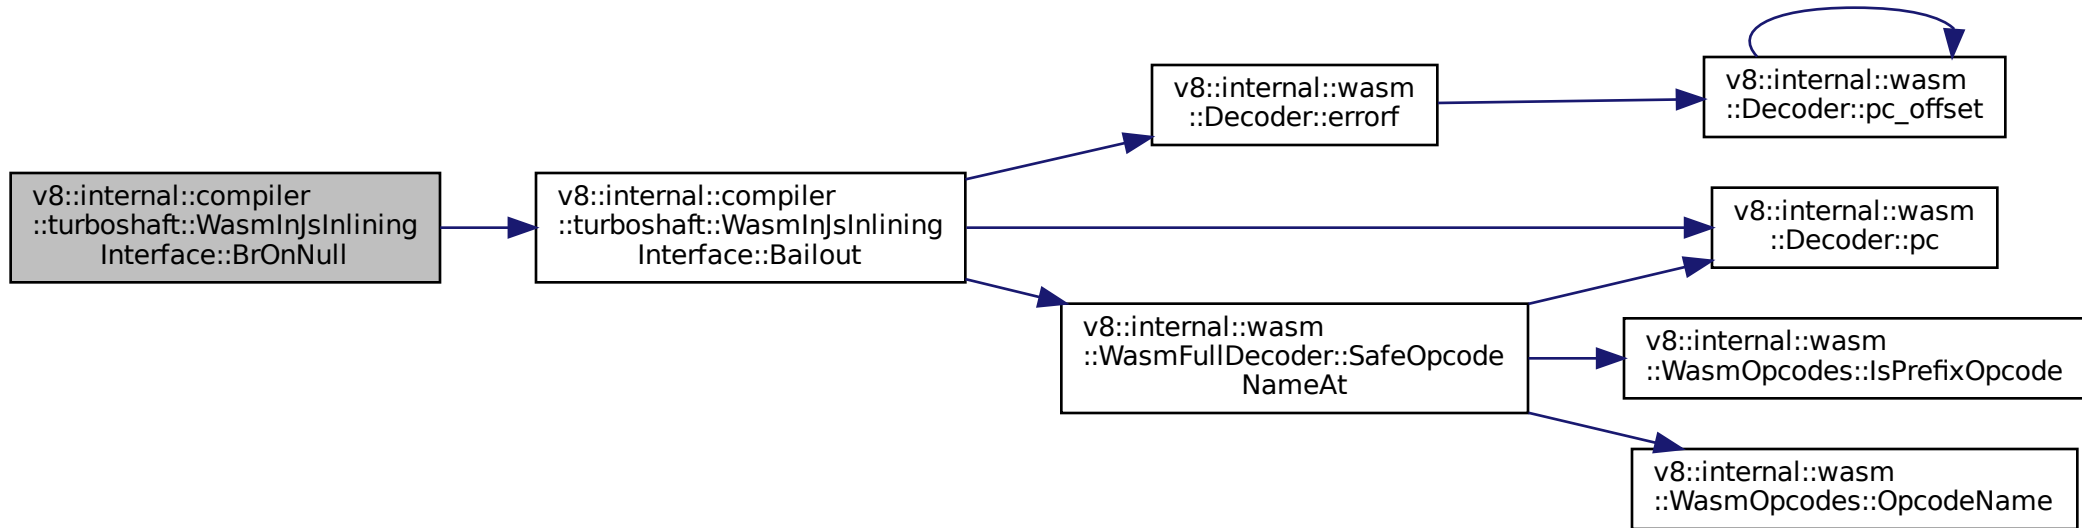 v8::internal::compiler
::turboshaft::WasmInJsInlining
Interface::BrOnNull
v8::internal::compiler
::turboshaft::WasmInJsInlining
Interface::Bailout
v8::internal::wasm
::Decoder::errorf
v8::internal::wasm
::Decoder::pc_offset
v8::internal::wasm
::Decoder::pc
v8::internal::wasm
::WasmFullDecoder::SafeOpcode
NameAt
v8::internal::wasm
::WasmOpcodes::IsPrefixOpcode
v8::internal::wasm
::WasmOpcodes::OpcodeName